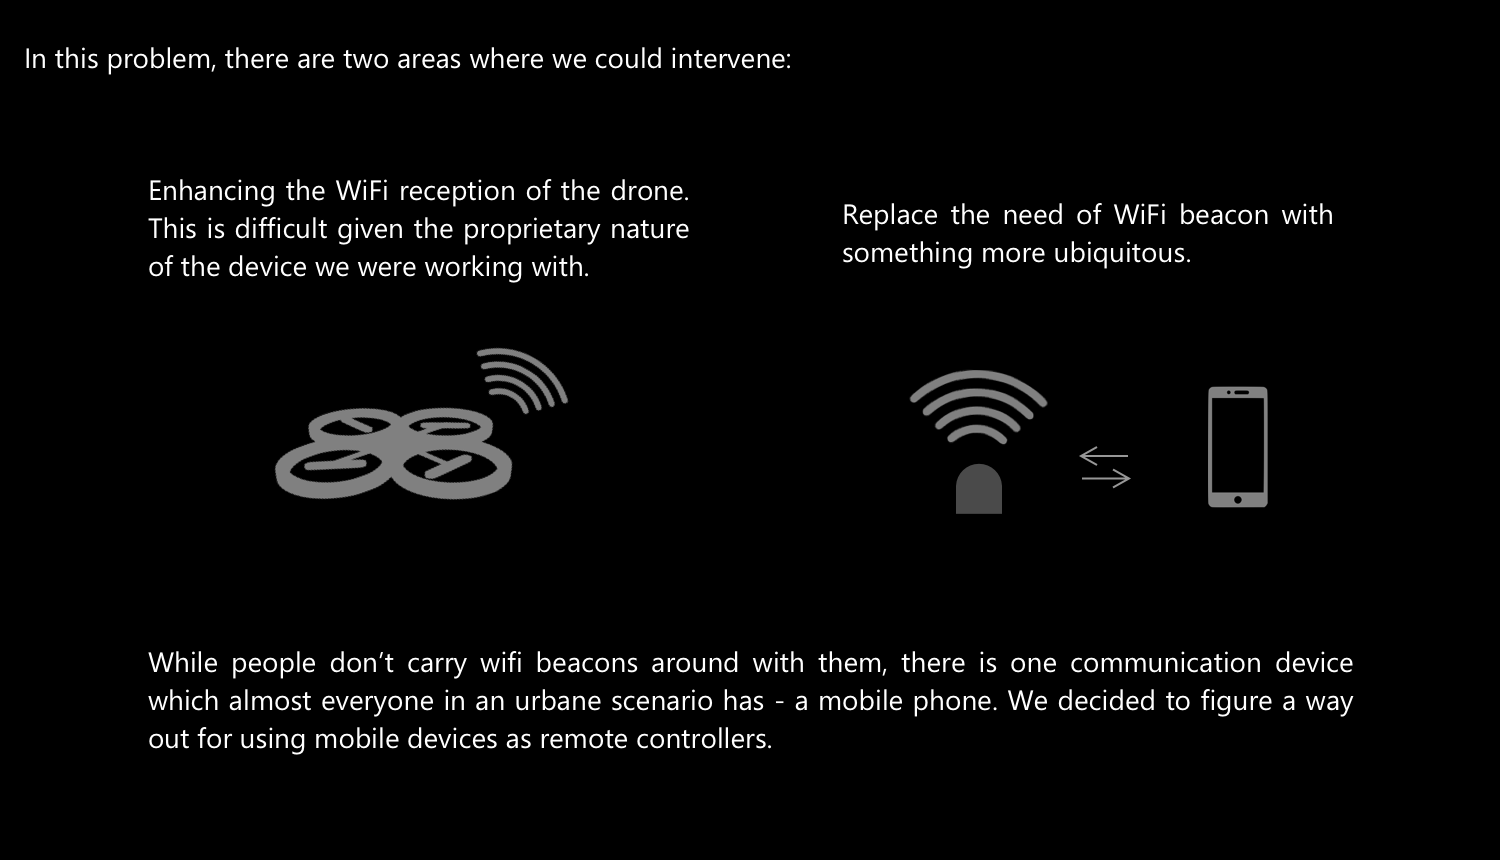 In this problem, there are two areas where we could intervene:
Enhancing the WiFi reception of the drone.
This is difficult given the proprietary nature
of the device we were working with.
Replace the need of WiFi beacon with
something more ubiquitous.
While people don’t carry wifi beacons around with them, there is one communication device
which almost everyone in an urbane scenario has - a mobile phone. We decided to figure a way
out for using mobile devices as remote controllers.